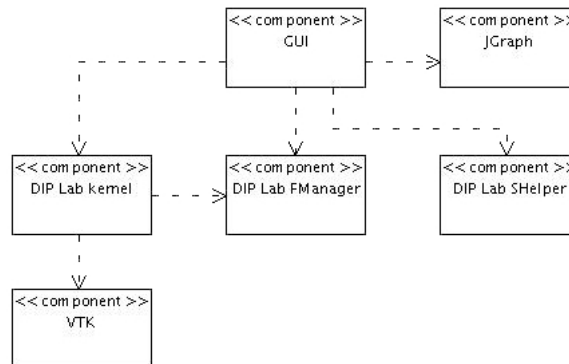 << component >>
GUI
<< component >>
JGraph
<< component >>
DIP Lab kernel
<< component >>
DIP Lab FManager
<< component >>
DIP Lab SHelper
<< component >>
VTK